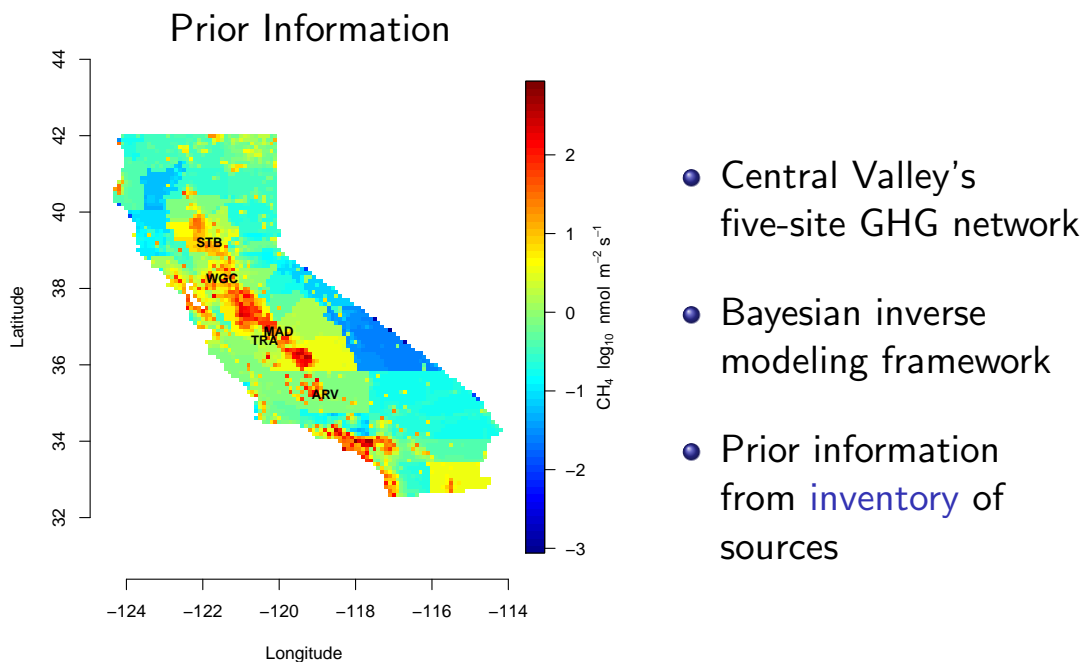 Prior Information
44
42
40
38
36
34
32
Latitude
−124
−122
−120
−118
−116
−114
Longitude
STB
WGC
MAD
TRA
ARV
2
1
0
−1
−2
−3
CH₄ log₁₀ nmol m⁻² s⁻¹
Central Valley's
five-site GHG network
Bayesian inverse
modeling framework
Prior information
from inventory of
sources